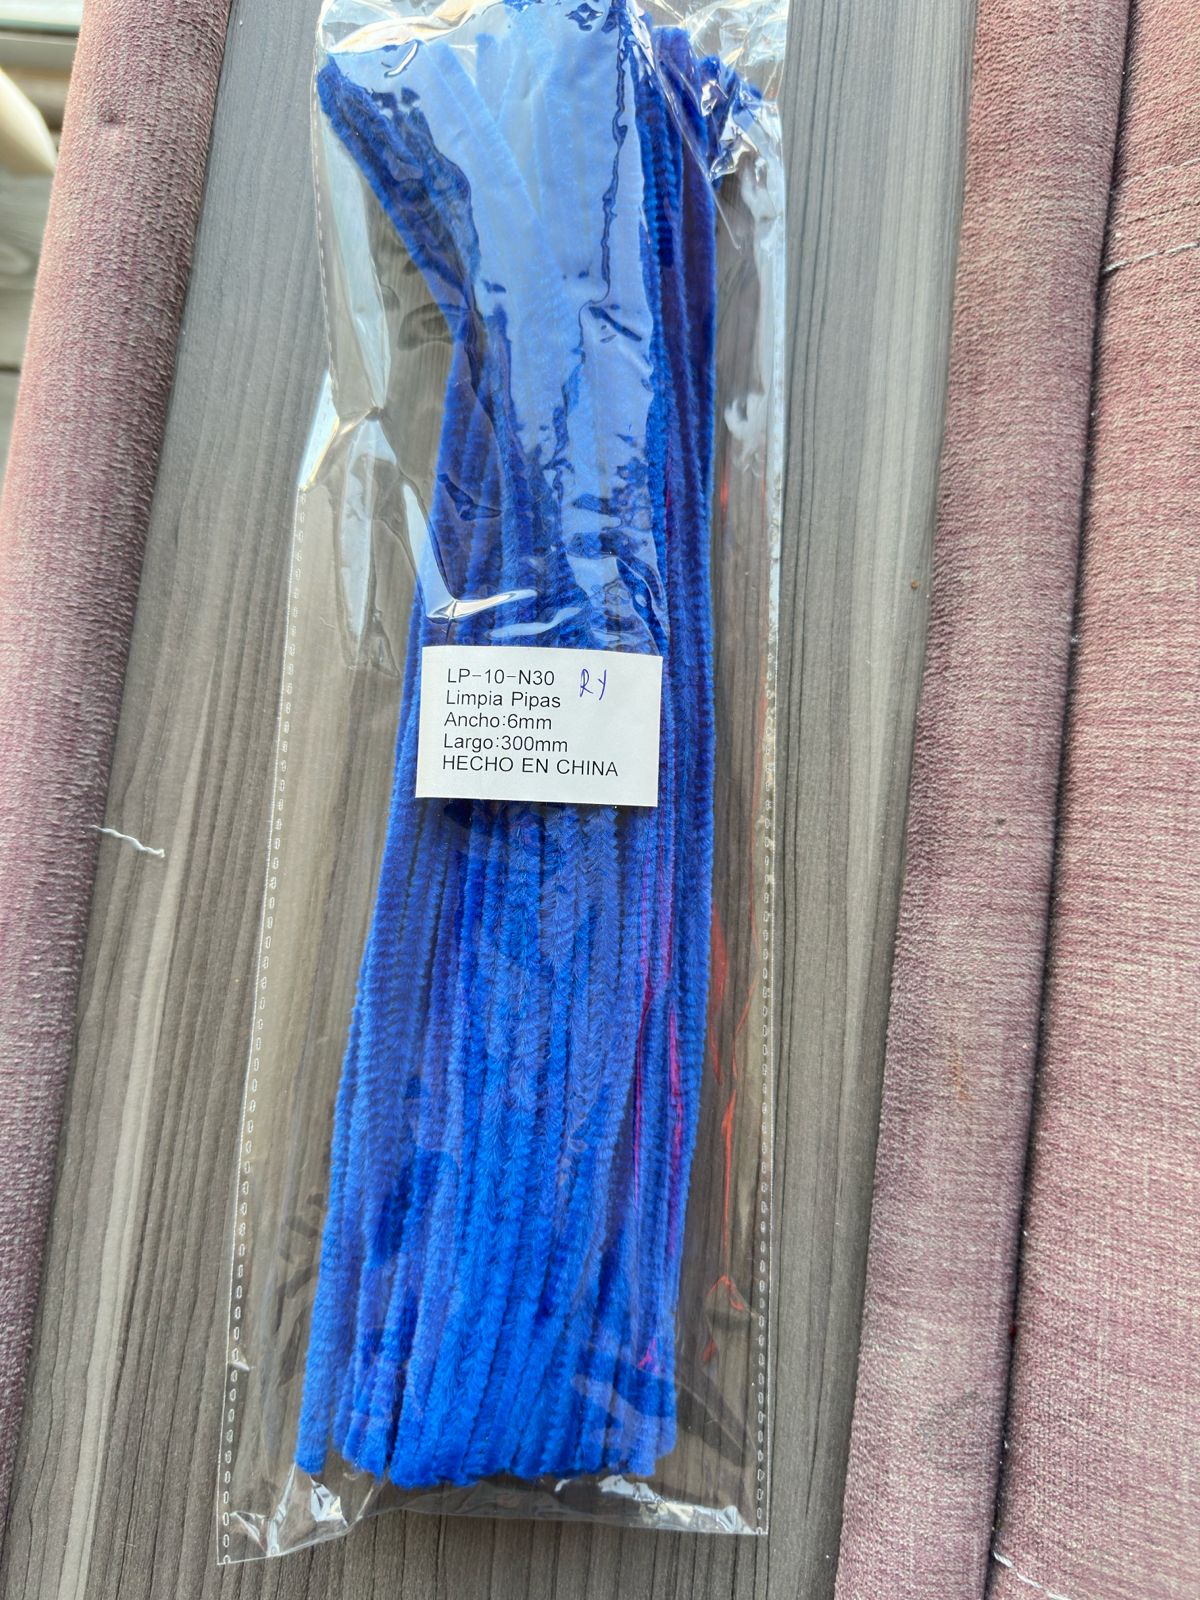 LP-10-N30 RY
Limpia Pipas
Ancho:6mm
Largo:300mm
HECHO EN CHINA